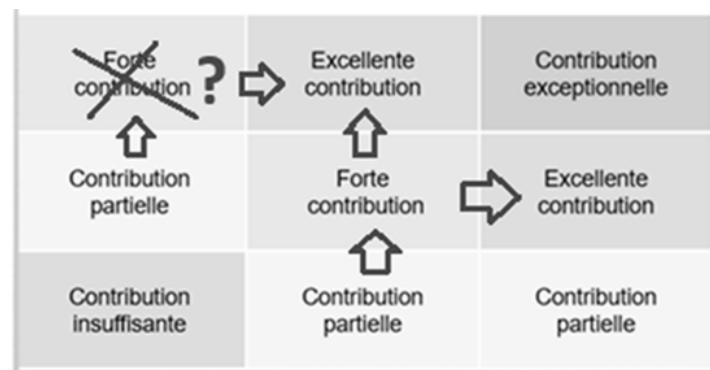 Forte
contribution ?
Excellente
contribution
Contribution
exceptionnelle
Contribution
partielle
Forte
contribution
Excellente
contribution
Contribution
insuffisante
Contribution
partielle
Contribution
partielle